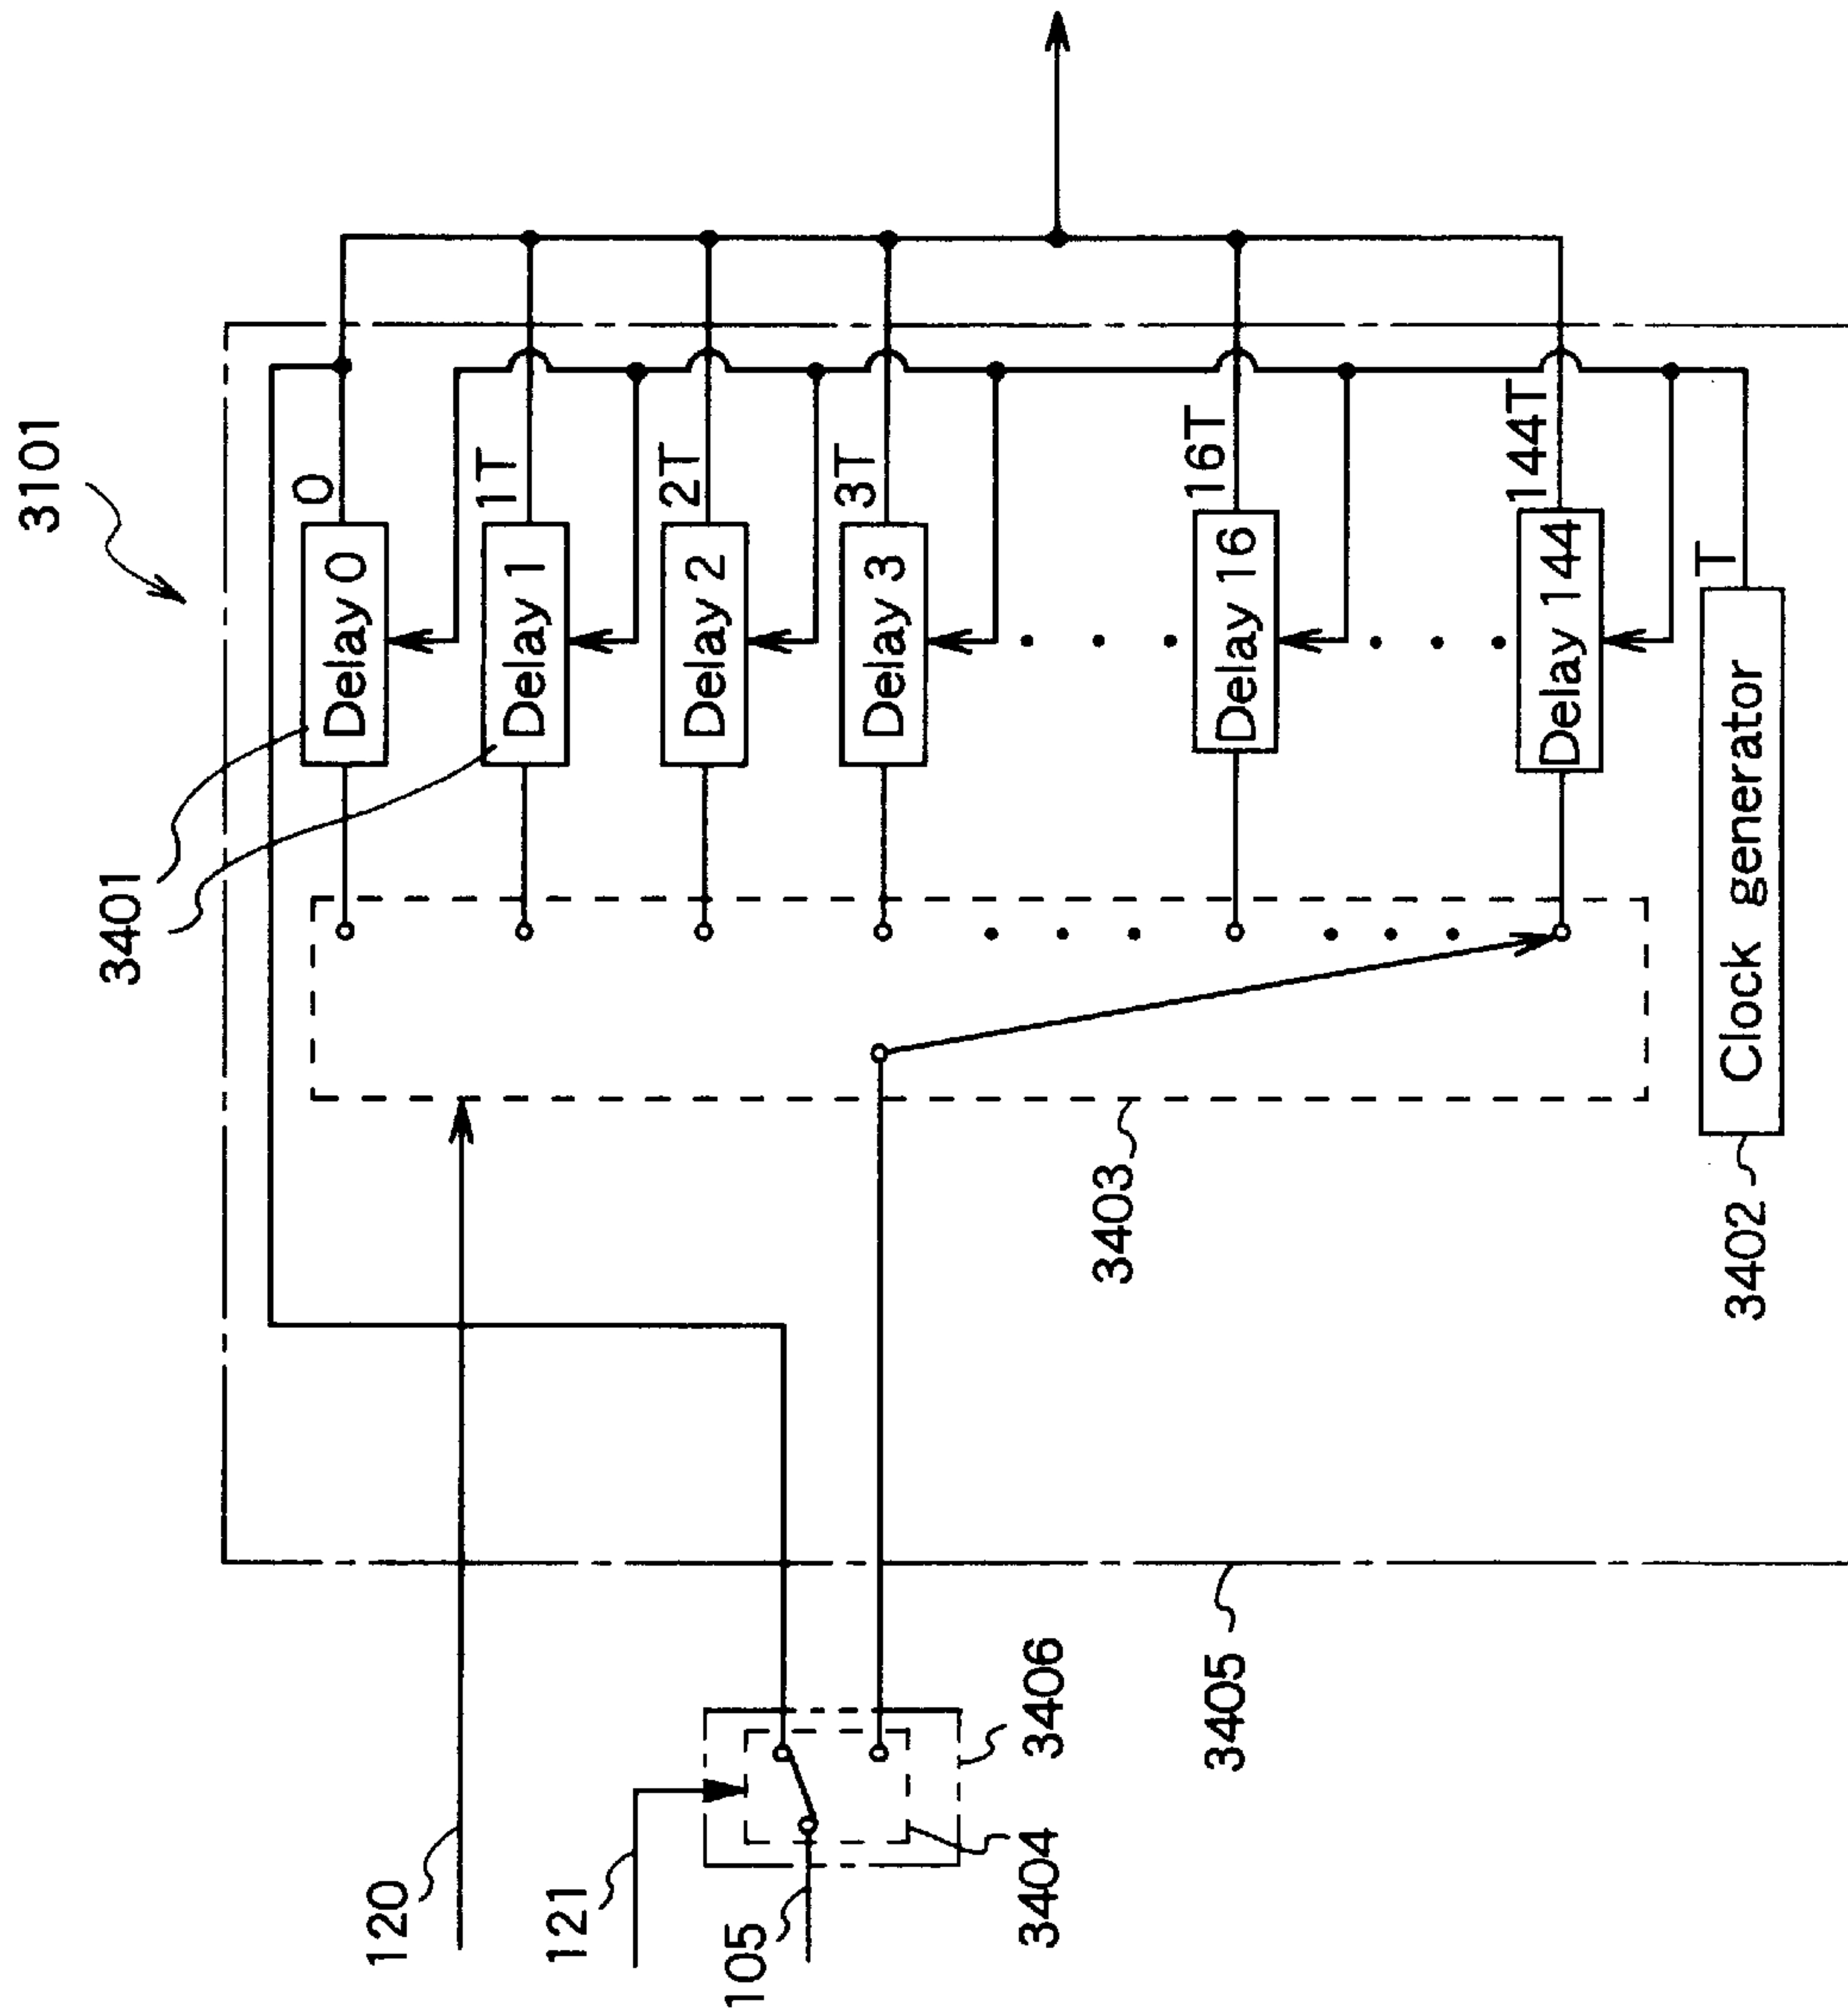 3101
3401
Delay 0
0
Delay 1
1T
Delay 2
2T
Delay 3
3T
Delay 16
16T
Delay 144
144T
Clock generator
T
3402
3403
120
121
105
3404
3406
3405